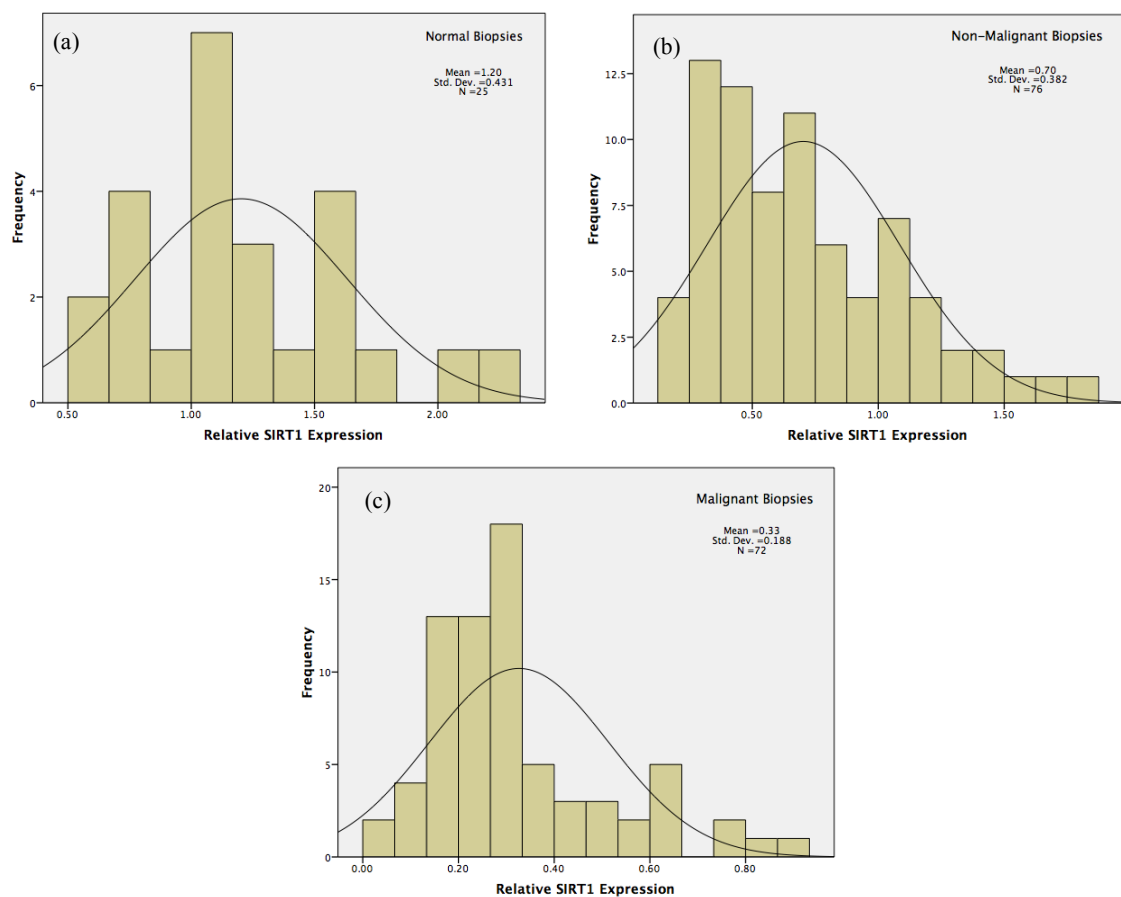 (a)
Normal Biopsies
Mean =1.20
Std. Dev. =0.431
N =25
6
4
2
0
Frequency
0.50 1.00 1.50 2.00
Relative SIRT1 Expression
(b)
Non-Malignant Biopsies
Mean =0.70
Std. Dev. =0.382
N =76
12.5
10.0
7.5
5.0
2.5
0.0
Frequency
0.50 1.00 1.50
Relative SIRT1 Expression
(c)
Malignant Biopsies
Mean =0.33
Std. Dev. =0.188
N =72
20
15
10
5
0
Frequency
0.00 0.20 0.40 0.60 0.80
Relative SIRT1 Expression